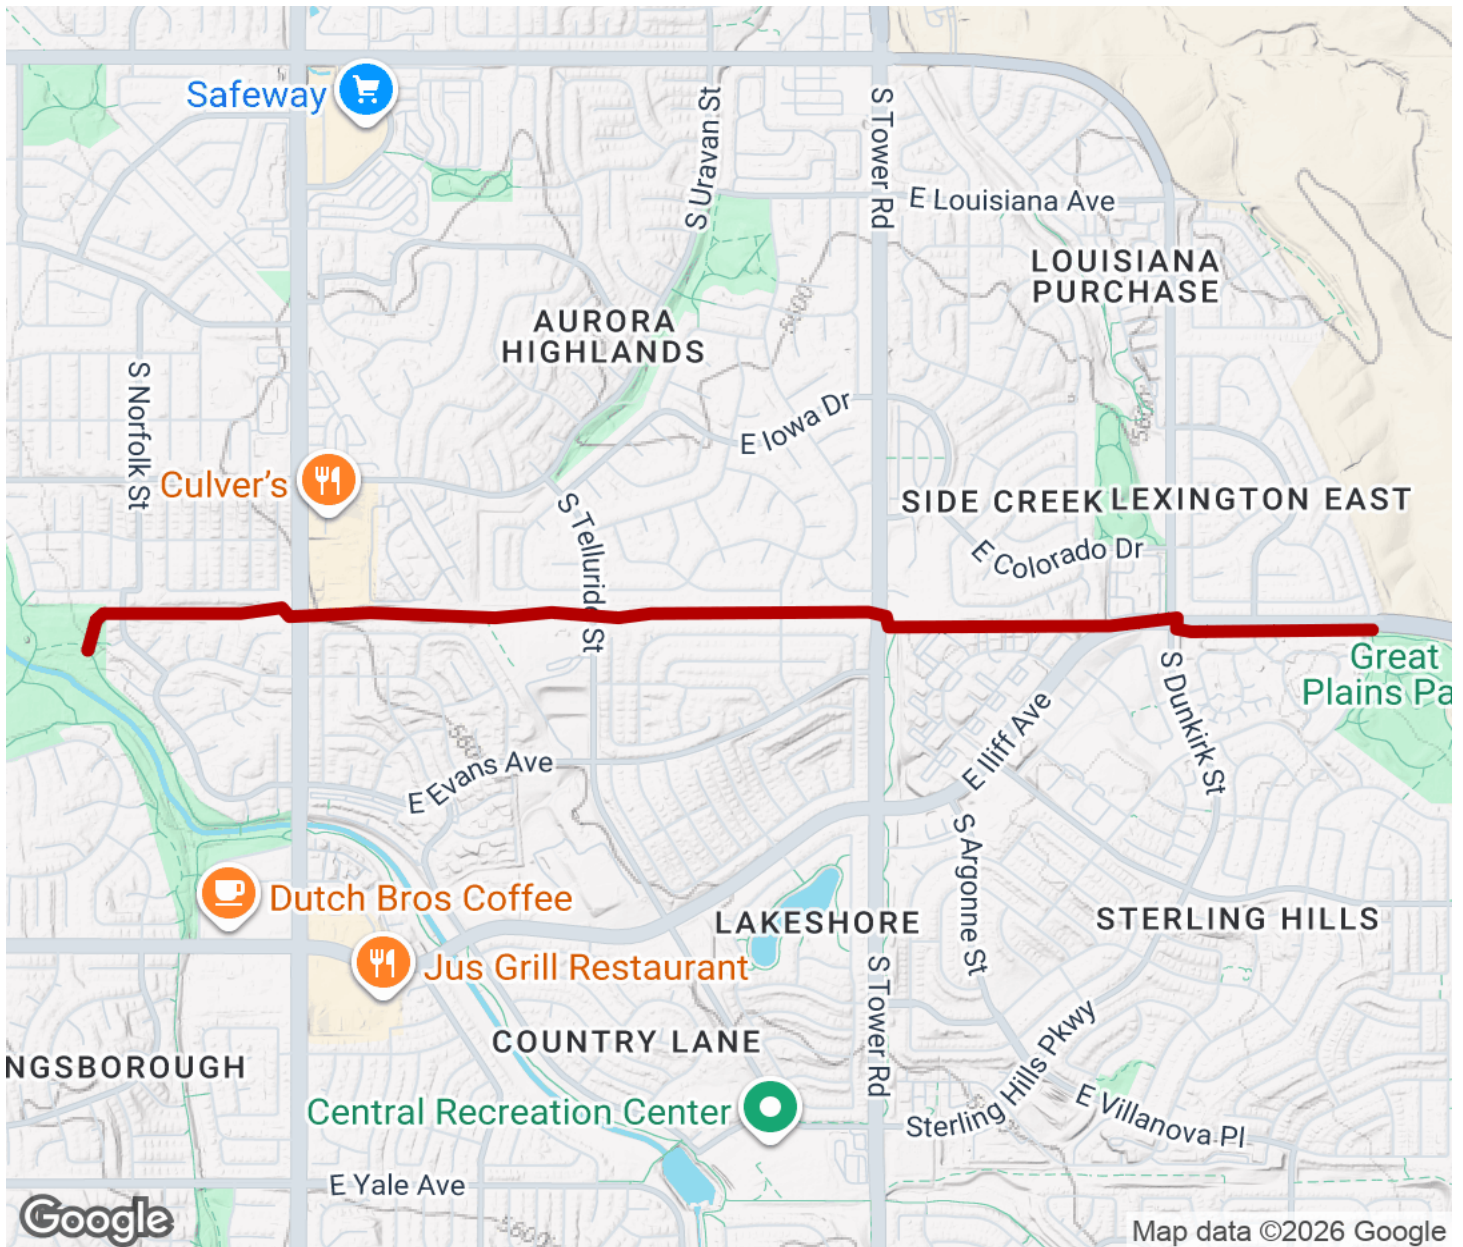 Safeway
S Uravan St
S Tower Rd
E Louisiana Ave
LOUISIANA
PURCHASE
AURORA
HIGHLANDS
5600'
S Norfolk St
E Iowa Dr
Culver's
SIDE CREEK
LEXINGTON EAST
S Telluride St
E Colorado Dr
Great
Plains Pa
S Dunkirk St
E Iliff Ave
E Evans Ave
S Argonne St
Dutch Bros Coffee
LAKESHORE
STERLING HILLS
Jus Grill Restaurant
S Tower Rd
COUNTRY LANE
NGSBOROUGH
Sterling Hills Pkwy
Central Recreation Center
E Villanova Pl
E Yale Ave
5600'
Google
Map data ©2026 Google